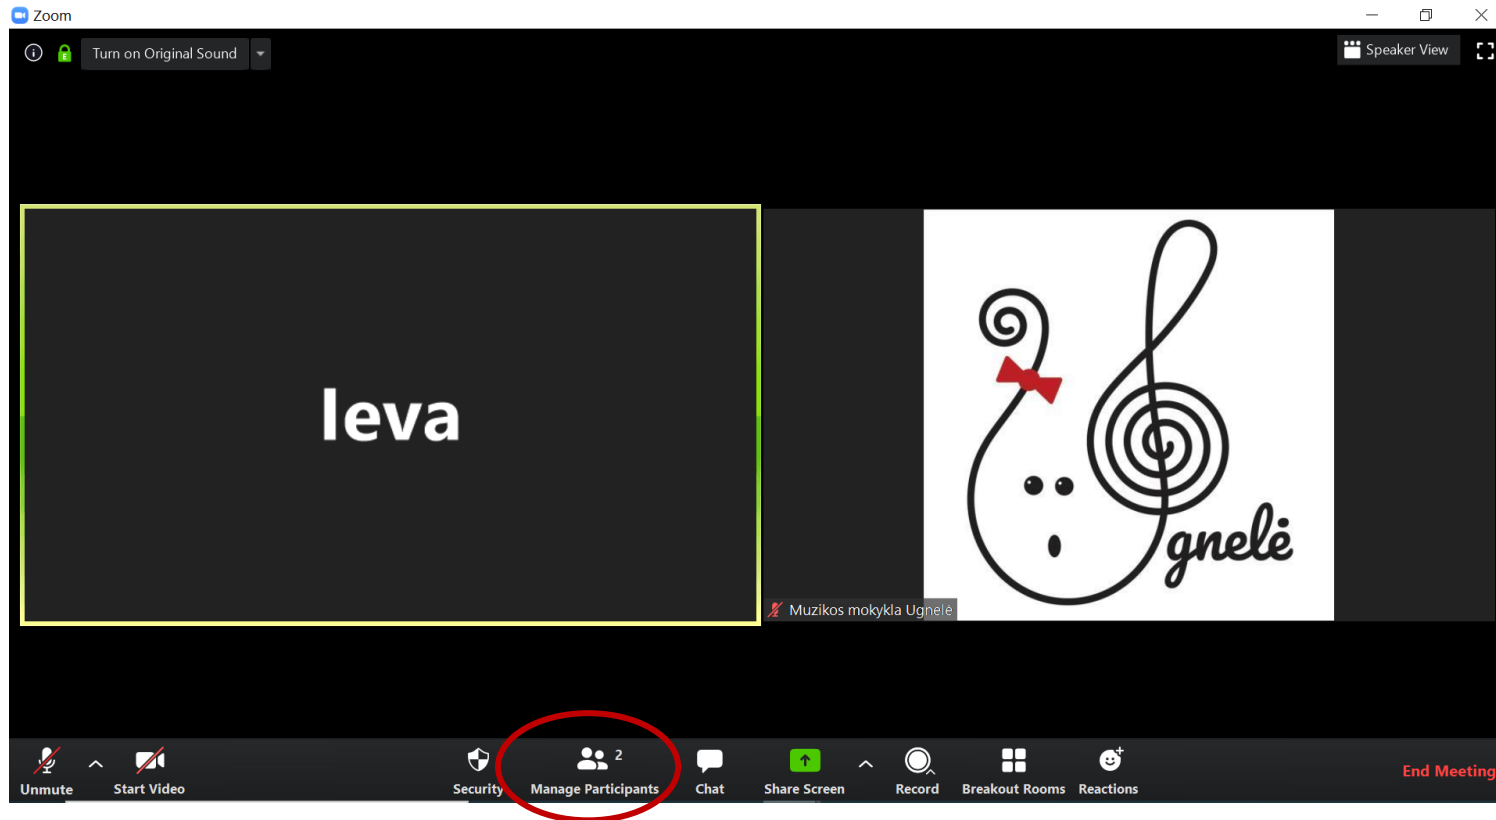 Zoom
Turn on Original Sound
Speaker View
Ieva
gnelė
Muzikos mokykla Ugnelė
2
Unmute
Start Video
Security
Manage Participants
Chat
Share Screen
Record
Breakout Rooms
Reactions
End Meeting